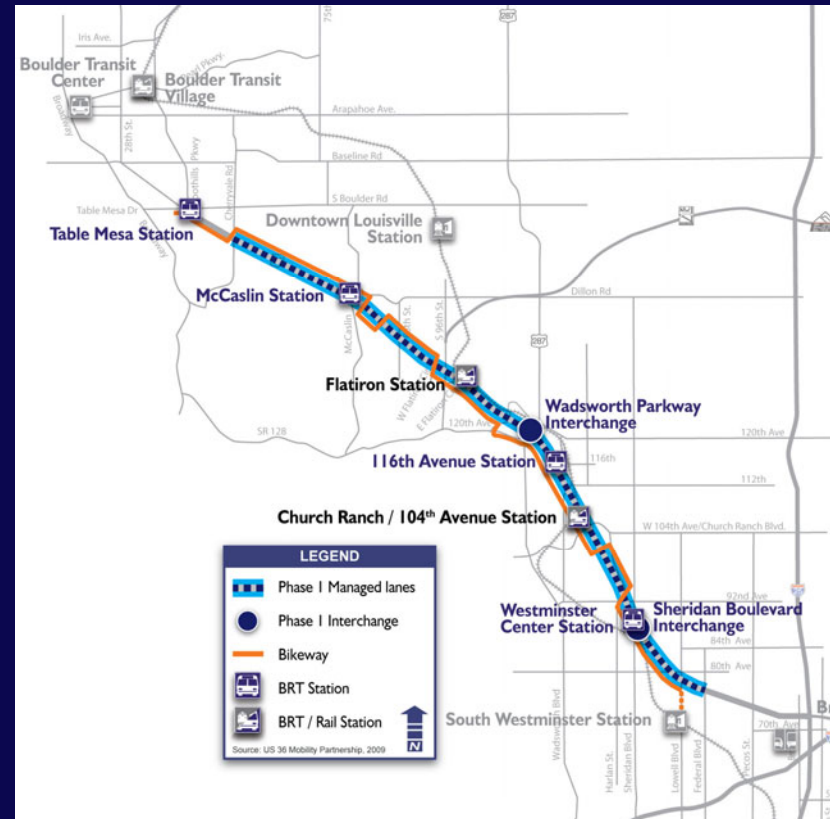 Iris Ave.
75th
287
Boulder Transit
Center
Boulder Transit
Village
Pkwy.
Arapahoe Ave.
28th St.
Baseline Rd
Cherryvale Rd
Table Mesa Dr
S Boulder Rd
Table Mesa Station
Downtown Louisville
Station
McCaslin Station
Dillon Rd
McCaslin
S 96th St.
287
Flatiron Station
W Flatiron
E Flatiron
Wadsworth Parkway
Interchange
SR 128
120th Ave
120th Ave
116th Avenue Station
116th
112th
Church Ranch / 104th Avenue Station
W 104th Ave/Church Ranch Blvd.
LEGEND
Phase 1 Managed lanes
Phase 1 Interchange
Bikeway
BRT Station
BRT / Rail Station
N
Source: US 36 Mobility Partnership, 2009
92nd Ave
Westminster
Center Station
Sheridan Boulevard
Interchange
84th Ave
80th Ave
South Westminster Station
70th Ave
Wadsworth Blvd
Harlan St.
Sheridan Blvd
Lowell Blvd
Federal Blvd
Pecos St.